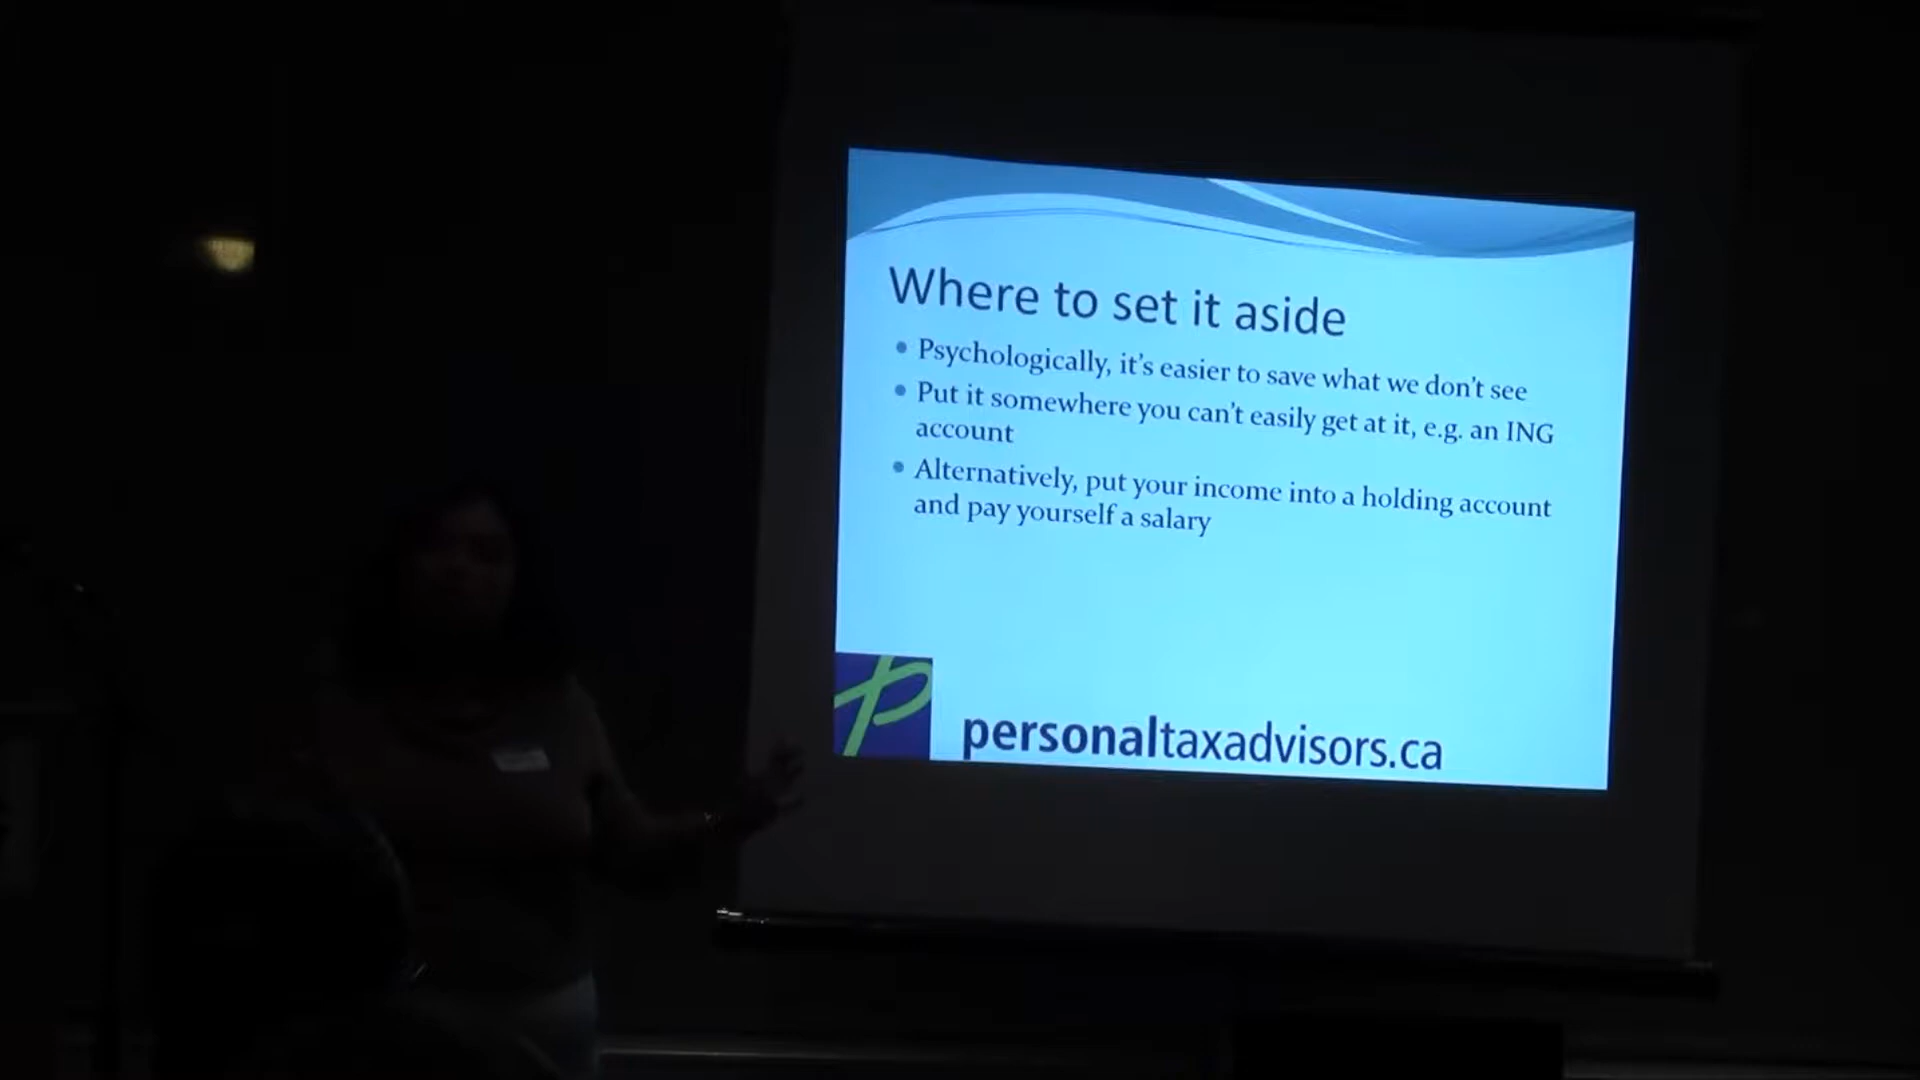 Where to set it aside
• Psychologically, it's easier to save what we don't see
• Put it somewhere you can't easily get at it, e.g. an ING
account
• Alternatively, put your income into a holding account
and pay yourself a salary
personaltaxadvisors.ca